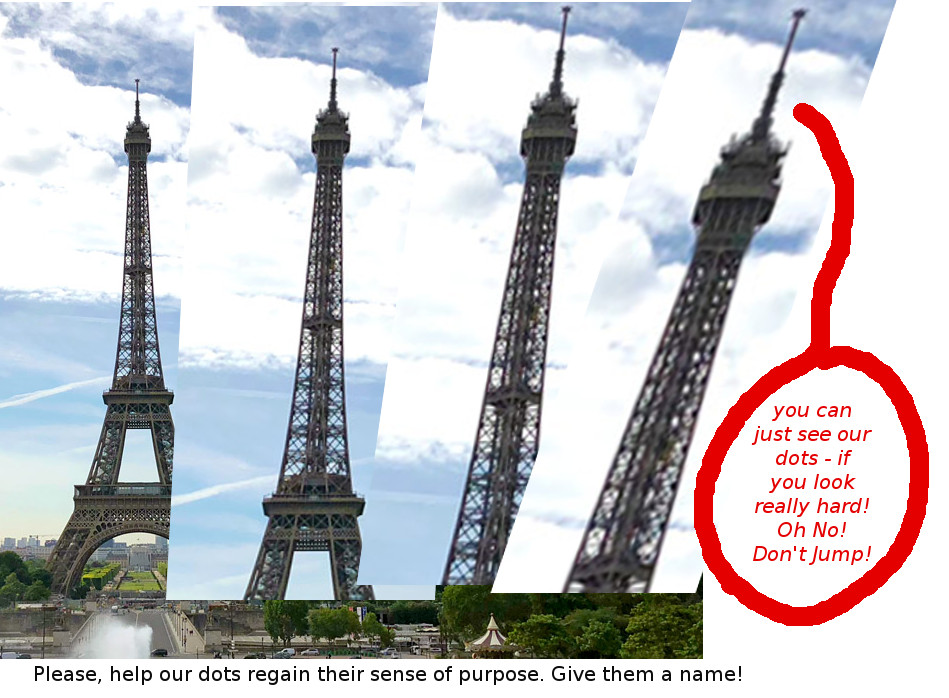 you can
just see our
dots - if
you look
really hard!
Oh No!
Don't Jump!
Please, help our dots regain their sense of purpose. Give them a name!